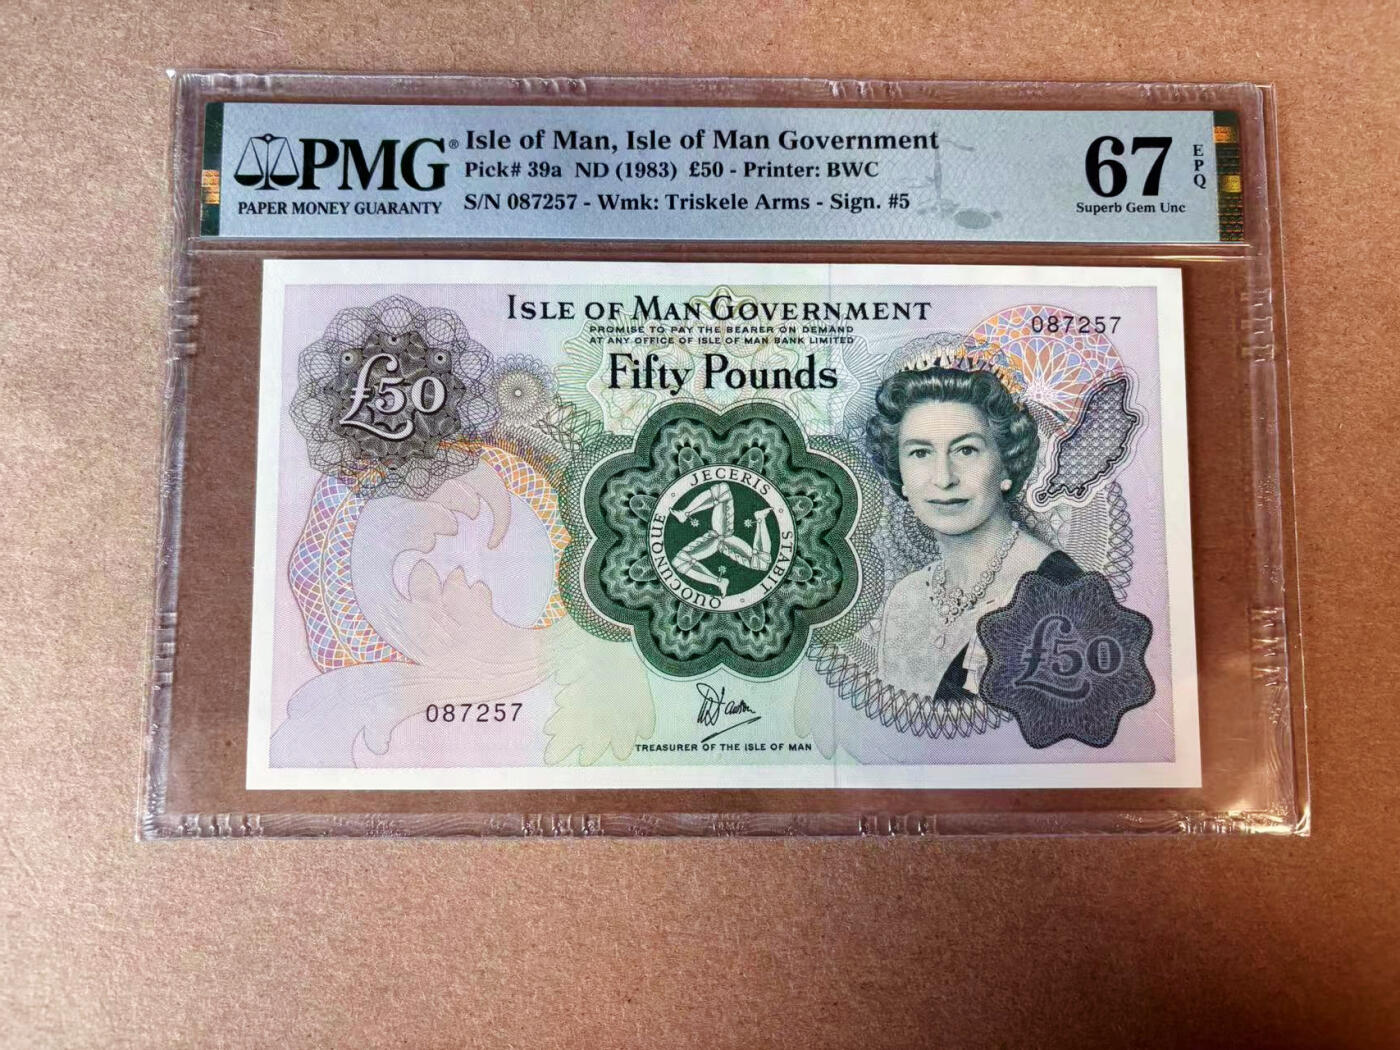 PMG®
PAPER MONEY GUARANTY
Isle of Man, Isle of Man Government
Pick# 39a ND (1983) £50 - Printer: BWC
S/N 087257 - Wmk: Triskele Arms - Sign. #5
67
EPQ
Superb Gem Unc
ISLE OF MAN GOVERNMENT
PROMISE TO PAY THE BEARER ON DEMAND
AT ANY OFFICE OF ISLE OF MAN BANK LIMITED
Fifty Pounds
087257
£50
QUOCUNQUE · JECERIS · STABIT ·
£50
087257
TREASURER OF THE ISLE OF MAN